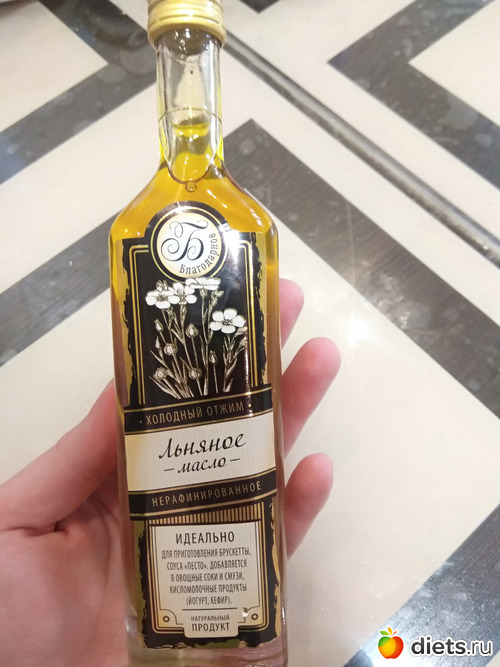 Б
Благодарное
• ХОЛОДНЫЙ ОТЖИМ •
Льняное
– масло –
НЕРАФИНИРОВАННОЕ
ИДЕАЛЬНО
ДЛЯ ПРИГОТОВЛЕНИЯ БРУСКЕТТЫ,
СОУСА «ПЕСТО», ДОБАВЛЯЕТСЯ
В ОВОЩНЫЕ СОКИ И СМУЗИ,
КИСЛОМОЛОЧНЫЕ ПРОДУКТЫ
(ЙОГУРТ, КЕФИР).
НАТУРАЛЬНЫЙ
ПРОДУКТ
diets.ru